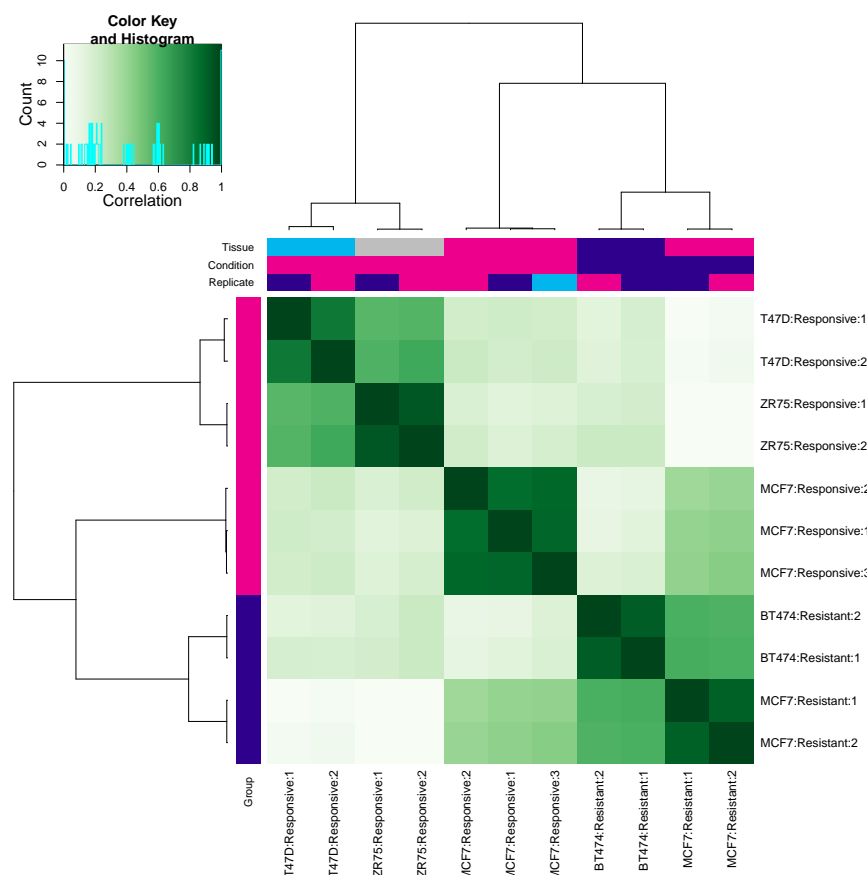 Color Key
and Histogram
Count
0 2 4 6 8 10
0 0.2 0.4 0.6 0.8 1
Correlation
Tissue
Condition
Replicate
T47D:Responsive:1
T47D:Responsive:2
ZR75:Responsive:1
ZR75:Responsive:2
MCF7:Responsive:2
MCF7:Responsive:1
MCF7:Responsive:3
BT474:Resistant:2
BT474:Resistant:1
MCF7:Resistant:1
MCF7:Resistant:2
Group
T47D:Responsive:1
T47D:Responsive:2
ZR75:Responsive:1
ZR75:Responsive:2
MCF7:Responsive:2
MCF7:Responsive:1
MCF7:Responsive:3
BT474:Resistant:2
BT474:Resistant:1
MCF7:Resistant:1
MCF7:Resistant:2